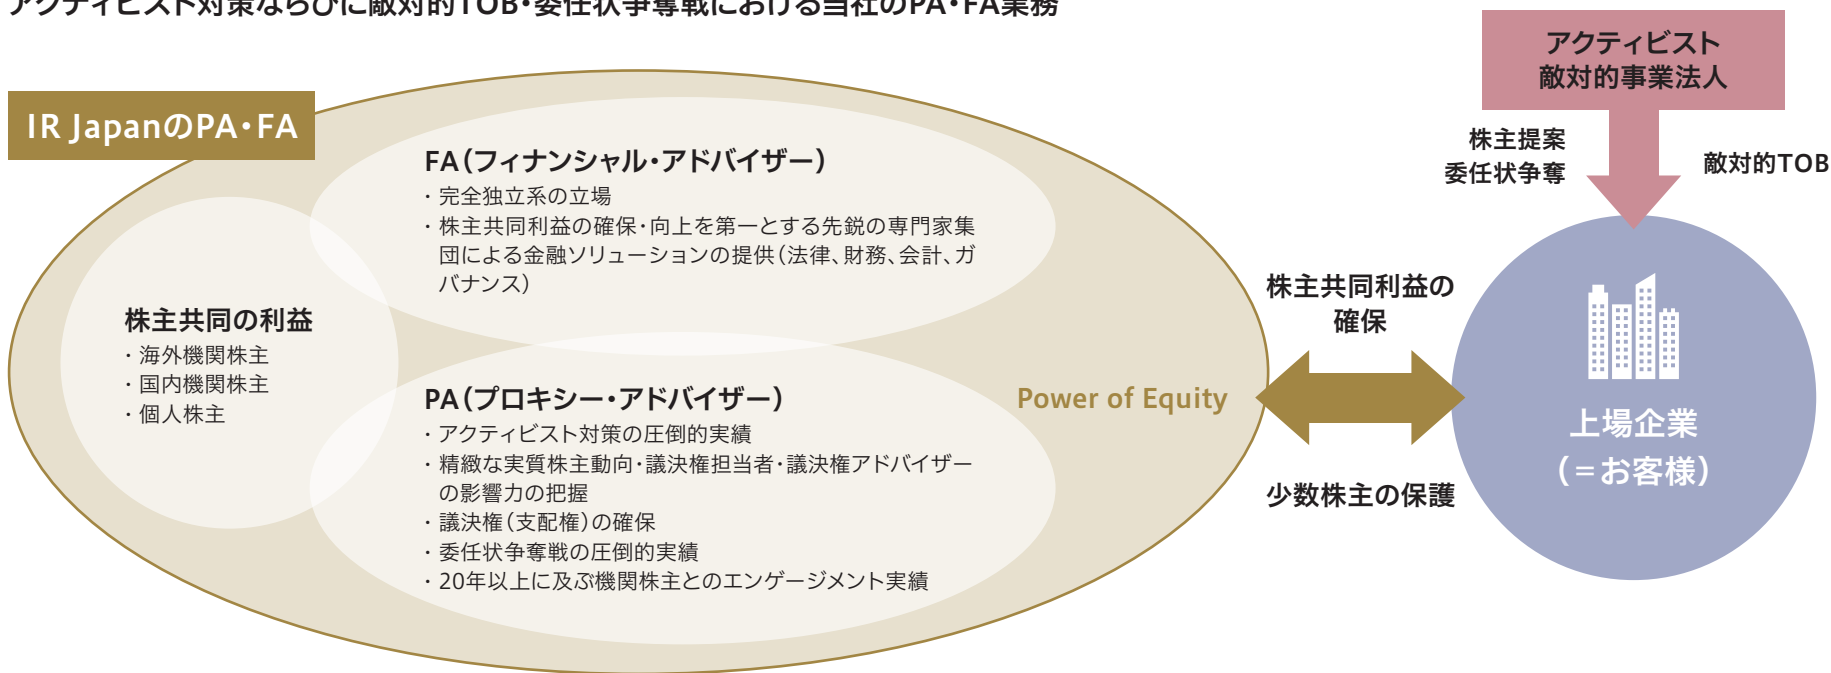 アクティビスト対策ならびに敵対的TOB・委任状争奪戦における当社のPA・FA業務
IR JapanのPA・FA
FA（フィナンシャル・アドバイザー）
・完全独立系の立場
・株主共同利益の確保・向上を第一とする先鋭の専門家集
団による金融ソリューションの提供（法律、財務、会計、ガ
バナンス）
株主共同の利益
・海外機関株主
・国内機関株主
・個人株主
PA（プロキシー・アドバイザー）
・アクティビスト対策の圧倒的実績
・精緻な実質株主動向・議決権担当者・議決権アドバイザー
の影響力の把握
・議決権（支配権）の確保
・委任状争奪戦の圧倒的実績
・20年以上に及ぶ機関株主とのエンゲージメント実績
Power of Equity
株主共同利益の
確保
少数株主の保護
アクティビスト
敵対的事業法人
株主提案
委任状争奪
敵対的TOB
上場企業
（＝お客様）